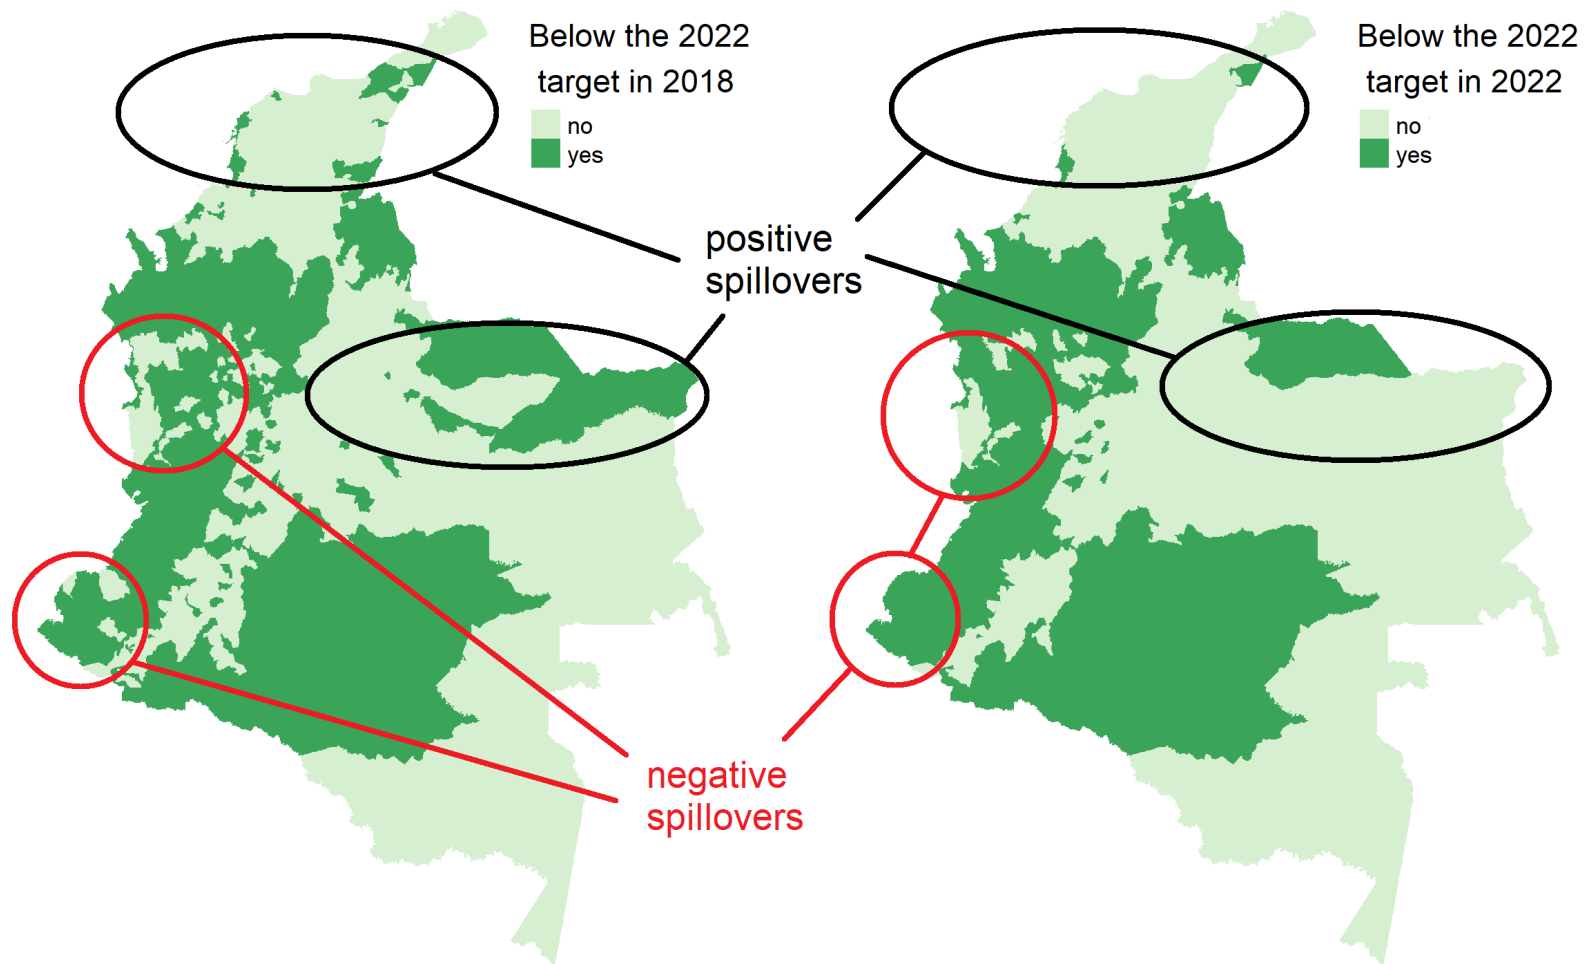 Below the 2022
target in 2018
no
yes
Below the 2022
target in 2022
no
yes
positive
spillovers
negative
spillovers